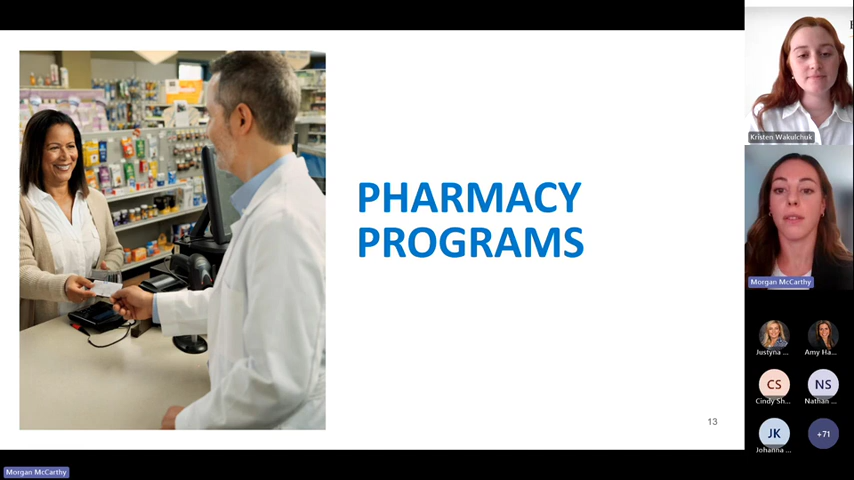 PHARMACY
PROGRAMS
13
Morgan McCarthy
Kristen Wakulchuk
Morgan McCarthy
Justyna ...
Amy Ha...
CS
NS
Cindy Sh...
Nathan ...
JK
+71
Johanna ...